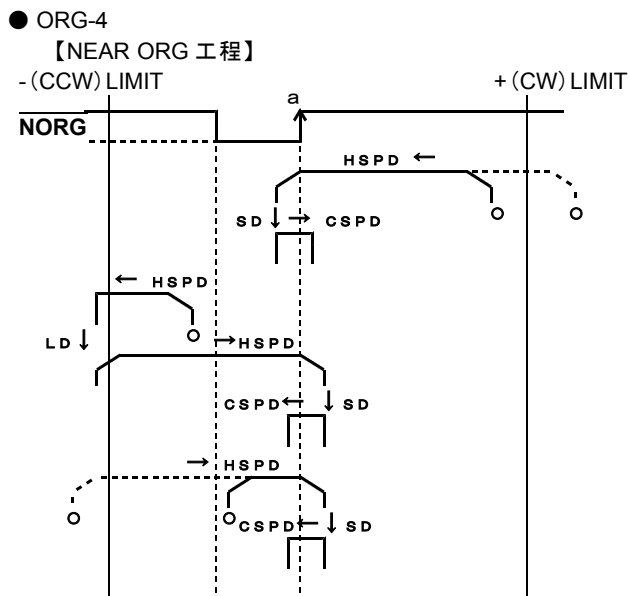 ● ORG-4
【NEAR ORG 工程】
-(CCW) LIMIT
+(CW) LIMIT
a
NORG
HSPD ←
SD ↓ → CSPD
← HSPD
LD ↓
→HSPD
CSPD← ↓ SD
→ HSPD
CSPD← ↓ SD